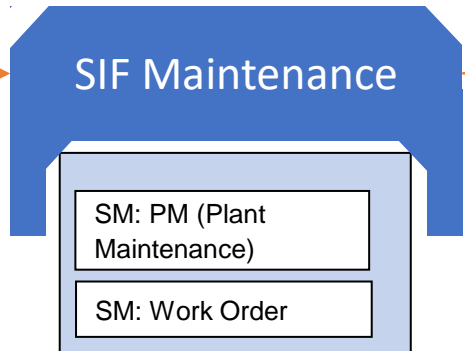 SIF Maintenance
SM: PM (Plant
Maintenance)
SM: Work Order